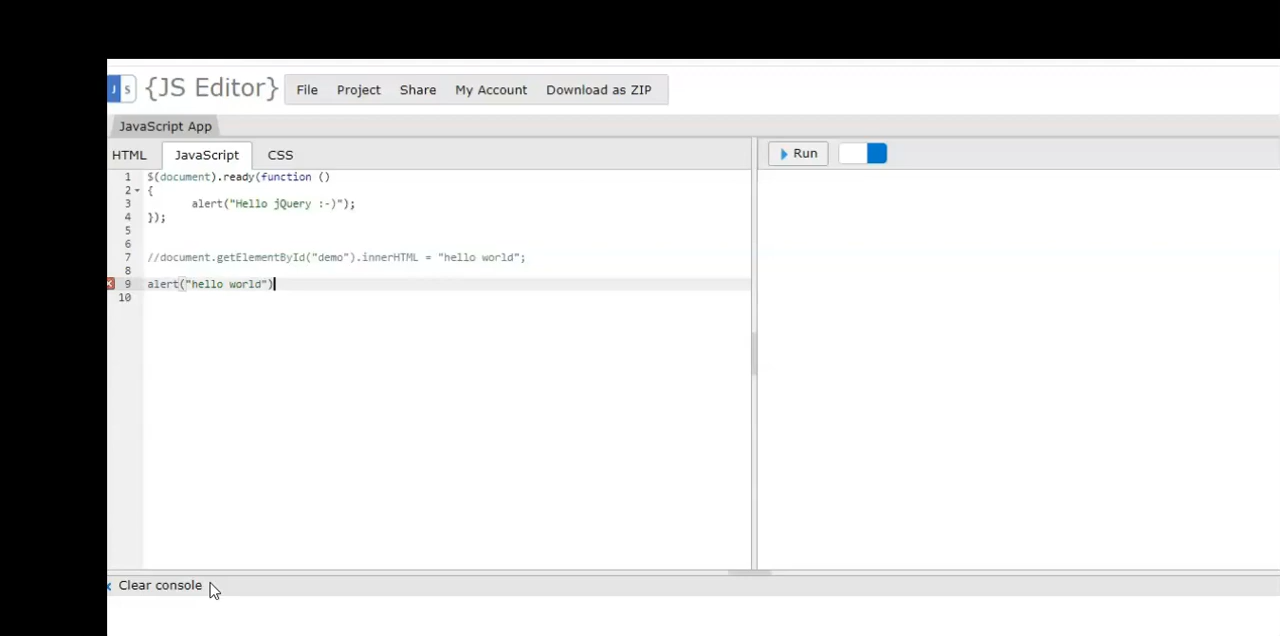 JS {JS Editor} File Project Share My Account Download as ZIP
JavaScript App
HTML JavaScript CSS Run
1 $(document).ready(function ()
2 {
3 alert("Hello jQuery :-)");
4 });
5
6
7 //document.getElementById("demo").innerHTML = "hello world";
8
9 alert("hello world")
10
Clear console